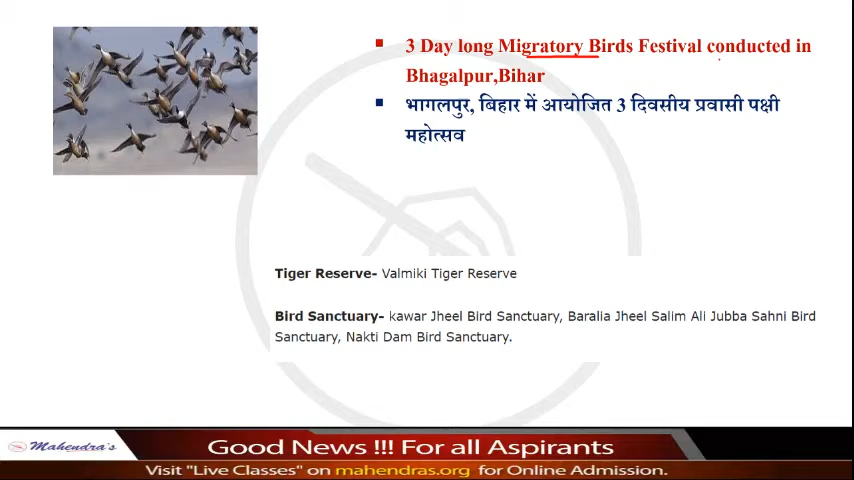 3 Day long Migratory Birds Festival conducted in
Bhagalpur,Bihar
भागलपुर, बिहार में आयोजित 3 दिवसीय प्रवासी पक्षी
महोत्सव
Tiger Reserve- Valmiki Tiger Reserve
Bird Sanctuary- kawar Jheel Bird Sanctuary, Baralia Jheel Salim Ali Jubba Sahni Bird
Sanctuary, Nakti Dam Bird Sanctuary.
Mahendra's
Good News !!! For all Aspirants
Visit "Live Classes" on mahendras.org for Online Admission.